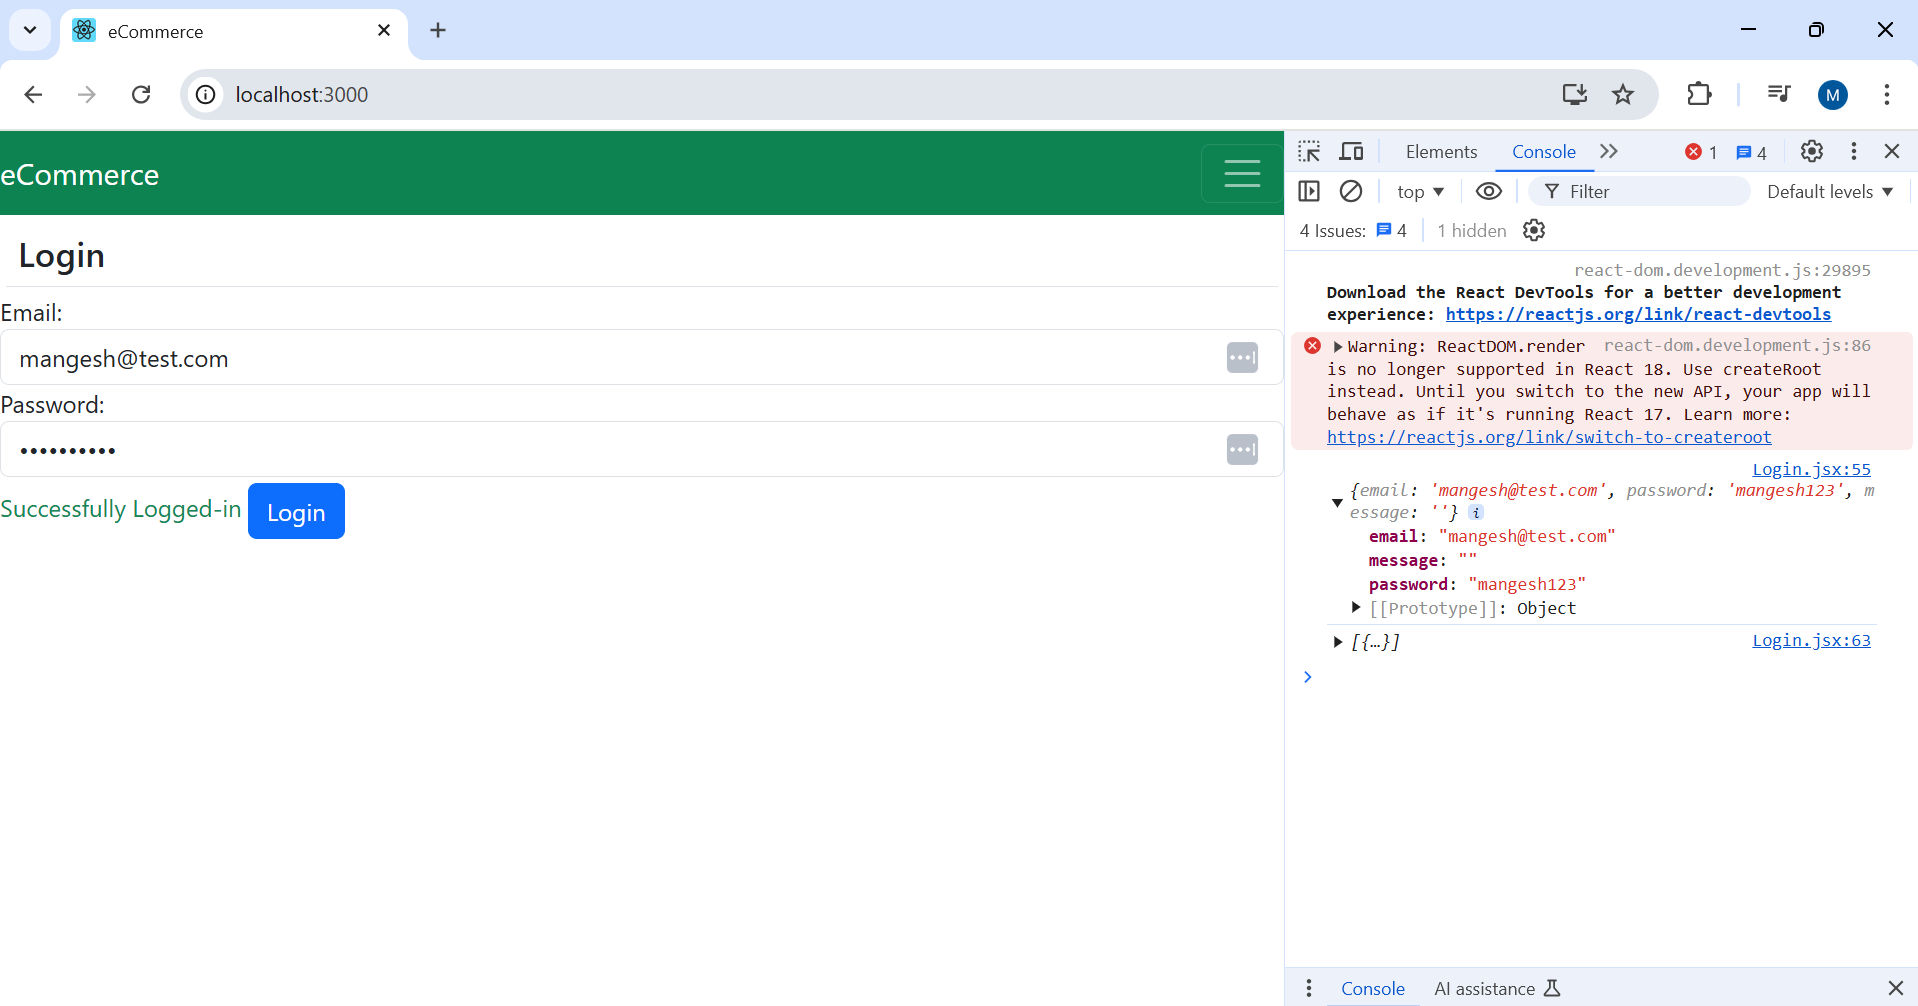 eCommerce
localhost:3000
M
eCommerce
Login
Email:
mangesh@test.com
Password:
••••••••••
Successfully Logged-in
Login
Elements
Console
1
4
top
Filter
Default levels
4 Issues:
4
1 hidden
react-dom.development.js:29895
Download the React DevTools for a better development
experience: https://reactjs.org/link/react-devtools
Warning: ReactDOM.render react-dom.development.js:86
is no longer supported in React 18. Use createRoot
instead. Until you switch to the new API, your app will
behave as if it's running React 17. Learn more:
https://reactjs.org/link/switch-to-createroot
Login.jsx:55
{email: 'mangesh@test.com', password: 'mangesh123', m
essage: ''} i
email: "mangesh@test.com"
message: ""
password: "mangesh123"
[[Prototype]]: Object
[{…}]
Login.jsx:63
Console
AI assistance